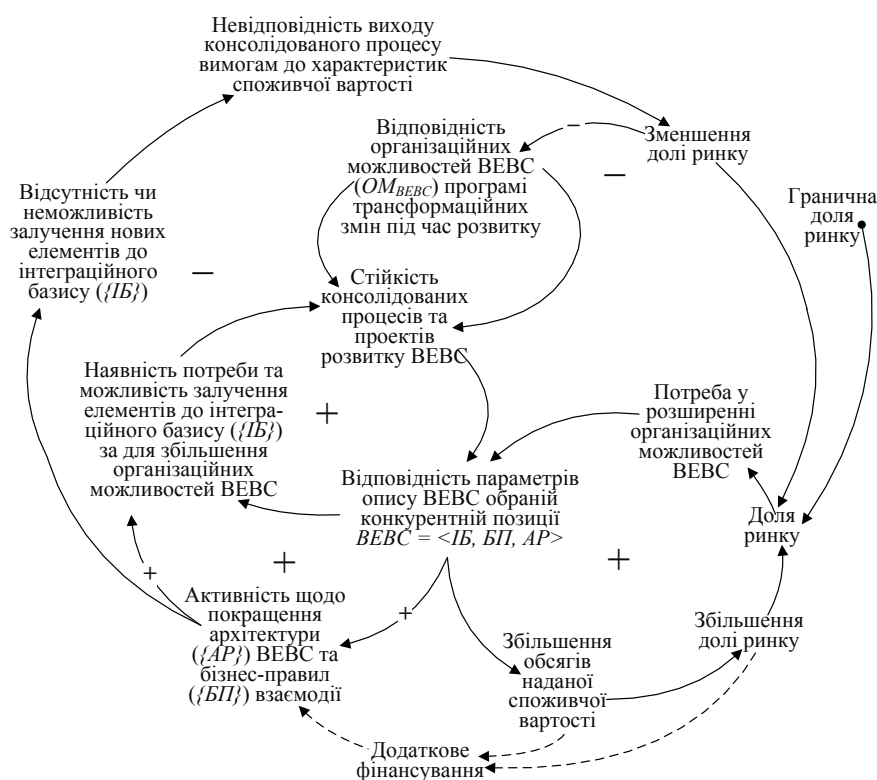 Невідповідність виходу
консолідованого процесу
вимогам до характеристик
споживчої вартості
Відповідність
організаційних
можливостей ВЕВС
(ОМВЕВС) програмі
трансформаційних
змін під час розвитку
–
Зменшення
долі ринку
–
Гранична
доля
ринку
Відсутність чи
неможливість
залучення нових
елементів до
інтеграційного
базису ({ІБ})
–
Стійкість
консолідованих
процесів та
проектів
розвитку ВЕВС
Наявність потреби та
можливість залучення
елементів до інтегра-
ційного базису ({ІБ})
за для збільшення
організаційних
можливостей ВЕВС
+
Потреба у
розширенні
організаційних
можливостей
ВЕВС
Відповідність параметрів
опису ВЕВС обраній
конкурентній позиції
ВЕВС = <ІБ, БП, АР>
Доля
ринку
+
+
+
+
Активність щодо
покращення
архітектури
({АР}) ВЕВС та
бізнес-правил
({БП}) взаємодії
Збільшення
обсягів
наданої
споживчої
вартості
Збільшення
долі ринку
Додаткове
фінансування